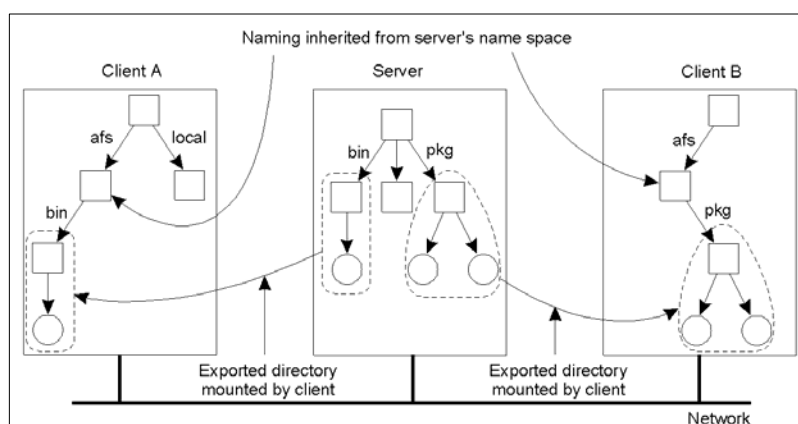 Naming inherited from server's name space
Client A
Server
Client B
afs
local
bin
pkg
afs
bin
pkg
Exported directory
mounted by client
Exported directory
mounted by client
Network